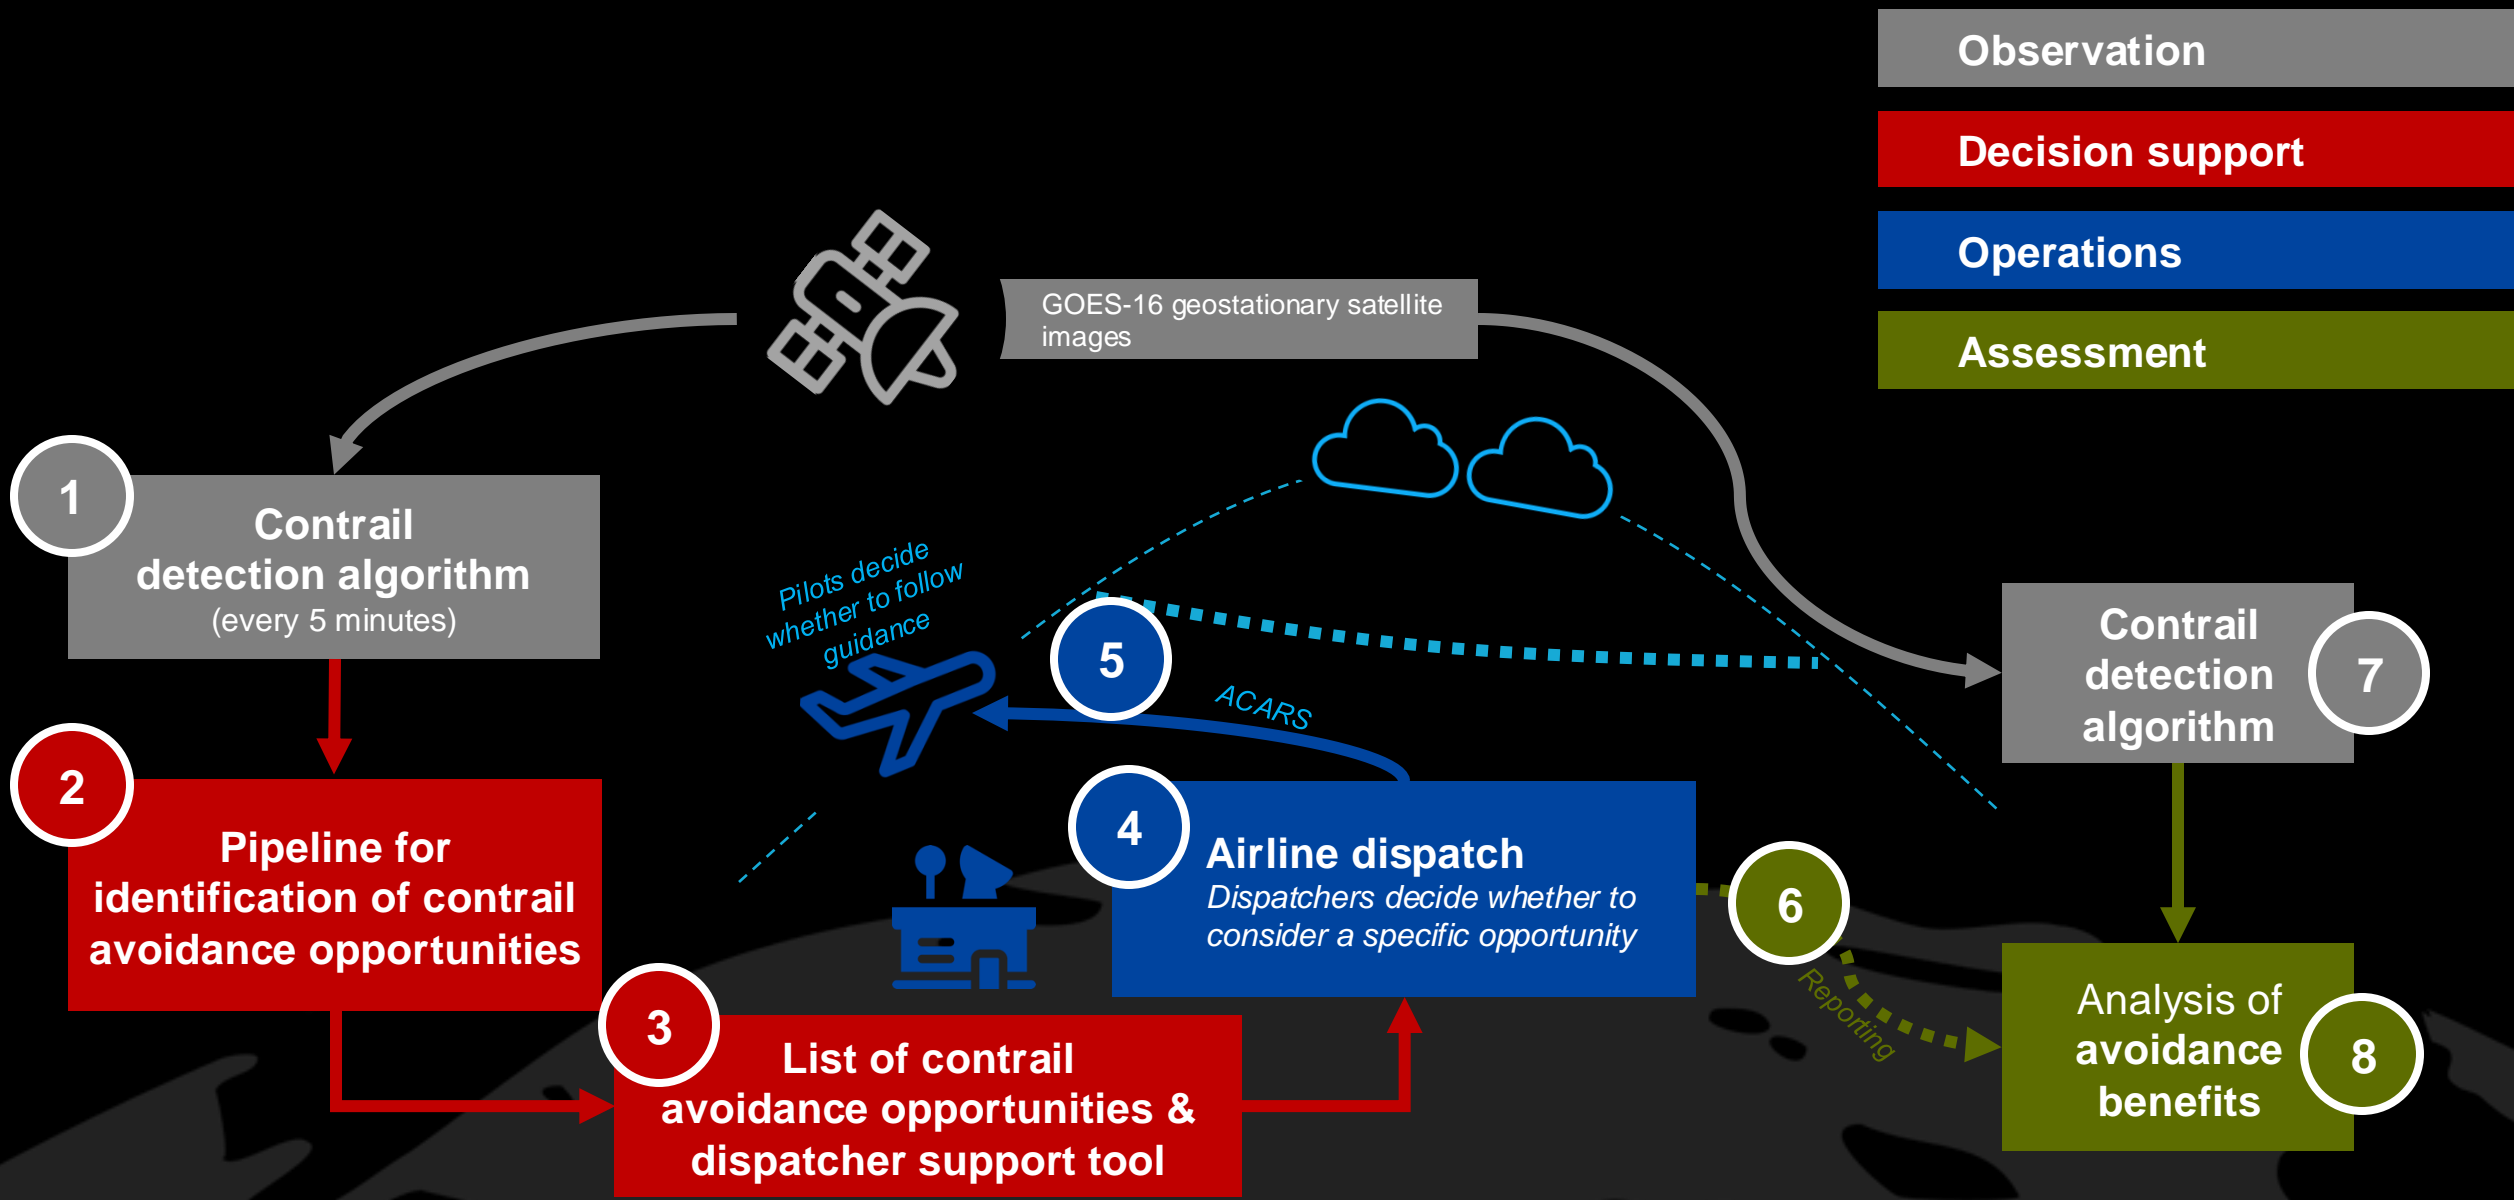 Observation
Decision support
Operations
Assessment
GOES-16 geostationary satellite
images
1
Contrail
detection algorithm
(every 5 minutes)
2
Pipeline for
identification of contrail
avoidance opportunities
3
List of contrail
avoidance opportunities &
dispatcher support tool
4
Airline dispatch
Dispatchers decide whether to
consider a specific opportunity
Pilots decide
whether to follow
guidance
5
ACARS
6
Reporting
Contrail
detection
algorithm
7
Analysis of
avoidance
benefits
8